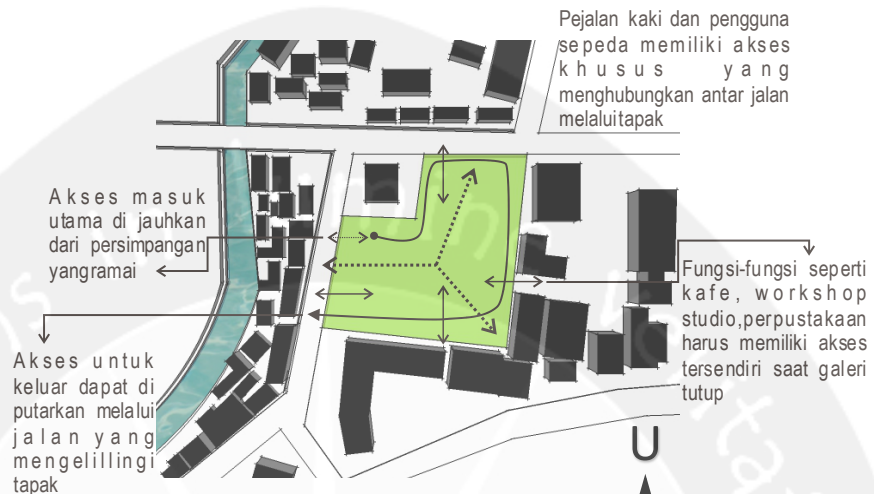 Pejalan kaki dan pengguna
sepeda memiliki akses
khusus yang
menghubungkan antar jalan
melaluitapak
Akses masuk
utama di jauhkan
dari persimpangan
yangramai
Fungsi-fungsi seperti
kafe, workshop
studio,perpustakaan
harus memiliki akses
tersendiri saat galeri
tutup
Akses untuk
keluar dapat di
putarkan melalui
jalan yang
mengelillingi
tapak
U